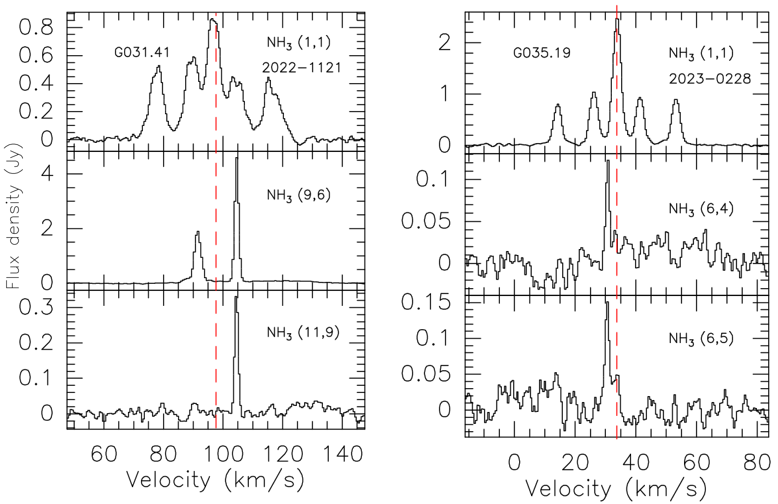 G031.41
NH₃ (1,1)
2022-1121
0.8
0.6
0.4
0.2
0
NH₃ (9,6)
4
2
0
NH₃ (11,9)
0.3
0.2
0.1
0
60 80 100 120 140
Velocity (km/s)
Flux density (Jy)
G035.19
NH₃ (1,1)
2023-0228
2
1
0
NH₃ (6,4)
0.1
0.05
0
NH₃ (6,5)
0.15
0.1
0.05
0
0 20 40 60 80
Velocity (km/s)